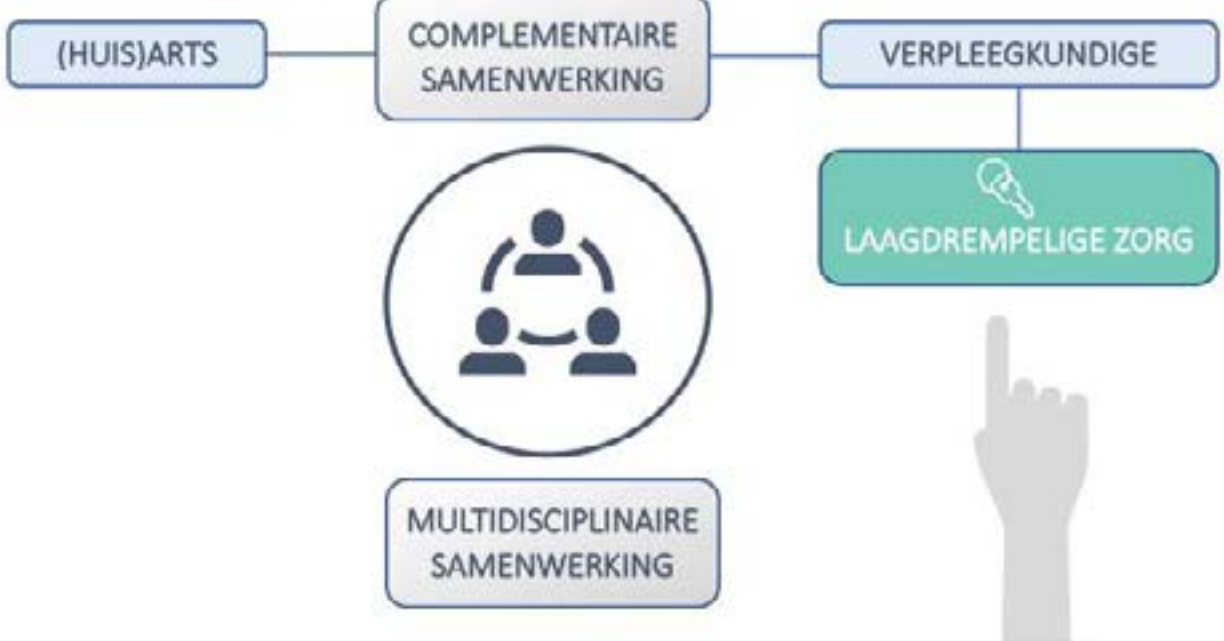 (HUIS)ARTS
COMPLEMENTAIRE
SAMENWERKING
VERPLEEGKUNDIGE
LAAGDREMPELIGE ZORG
MULTIDISCIPLINAIRE
SAMENWERKING